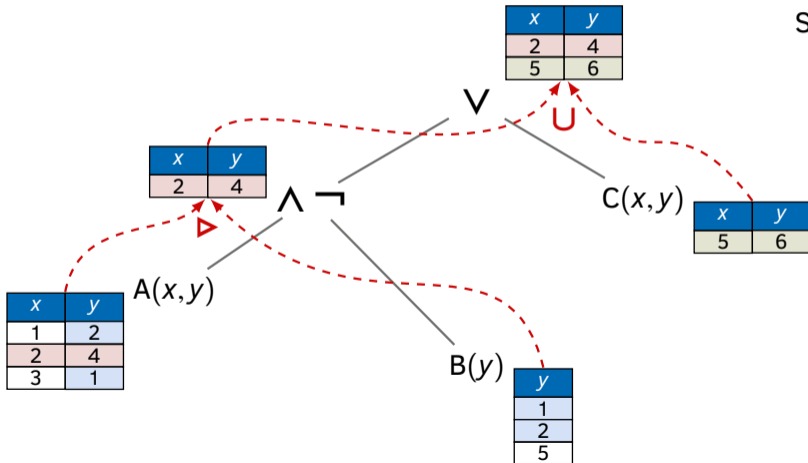 x y
2 4
5 6
S
∨
∪
x y
2 4
∧ ¬
▷
C(x, y)
x y
5 6
A(x, y)
x y
1 2
2 4
3 1
B(y)
y
1
2
5